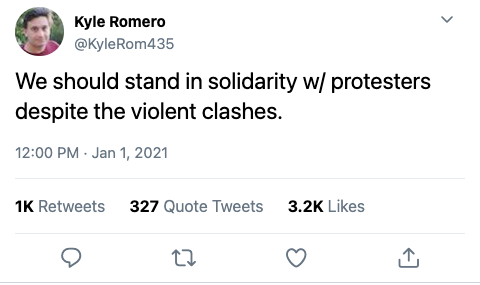 Kyle Romero
@KyleRom435
We should stand in solidarity w/ protesters
despite the violent clashes.
12:00 PM · Jan 1, 2021
1K Retweets 327 Quote Tweets 3.2K Likes